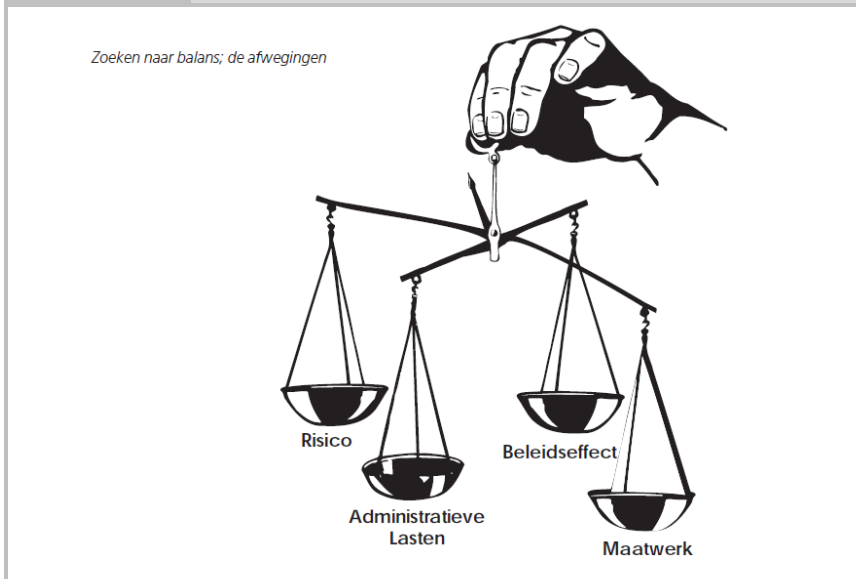 Zoeken naar balans; de afwegingen
Risico
Beleidseffect
Administratieve
Lasten
Maatwerk